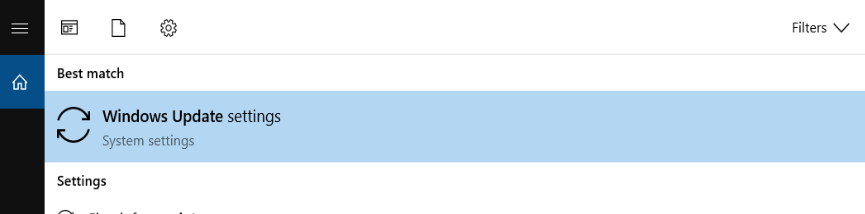 Filters
Best match
Windows Update settings
System settings
Settings